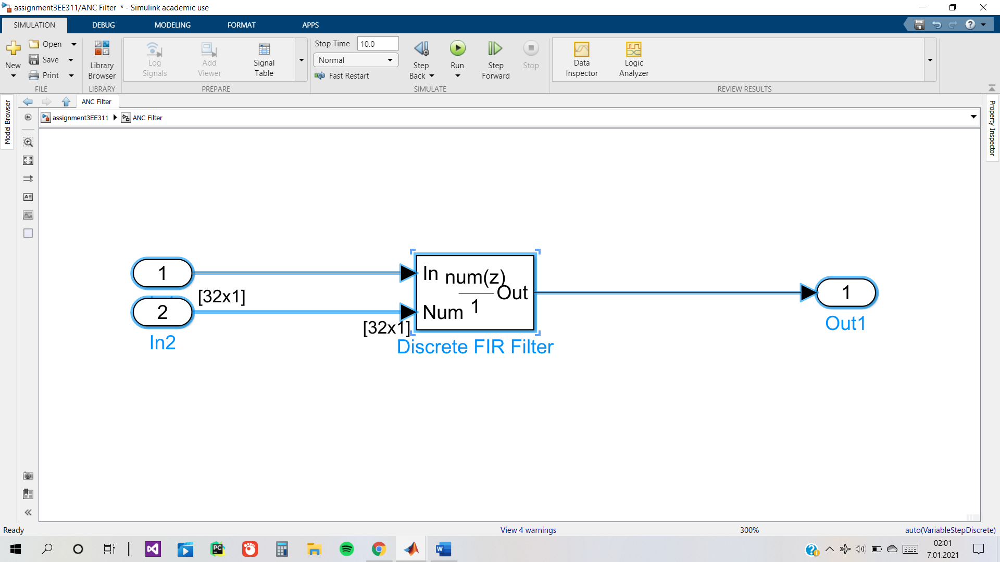 assignment3EE311/ANC Filter * - Simulink academic use
SIMULATION DEBUG MODELING FORMAT APPS
New
Open
Save
Print
FILE
Library
Browser
LIBRARY
Log
Signals
Add
Viewer
Signal
Table
PREPARE
Stop Time 10.0
Normal
Fast Restart
Step
Back
Run
Step
Forward
Stop
SIMULATE
Data
Inspector
Logic
Analyzer
REVIEW RESULTS
Model Browser
ANC Filter
assignment3EE311 ANC Filter
Property Inspector
1
[32x1]
2
In2
In num(z)
1
Out
Num
[32x1]
Discrete FIR Filter
1
Out1
Ready View 4 warnings 300% auto(VariableStepDiscrete)
PC
W
02:01
7.01.2021